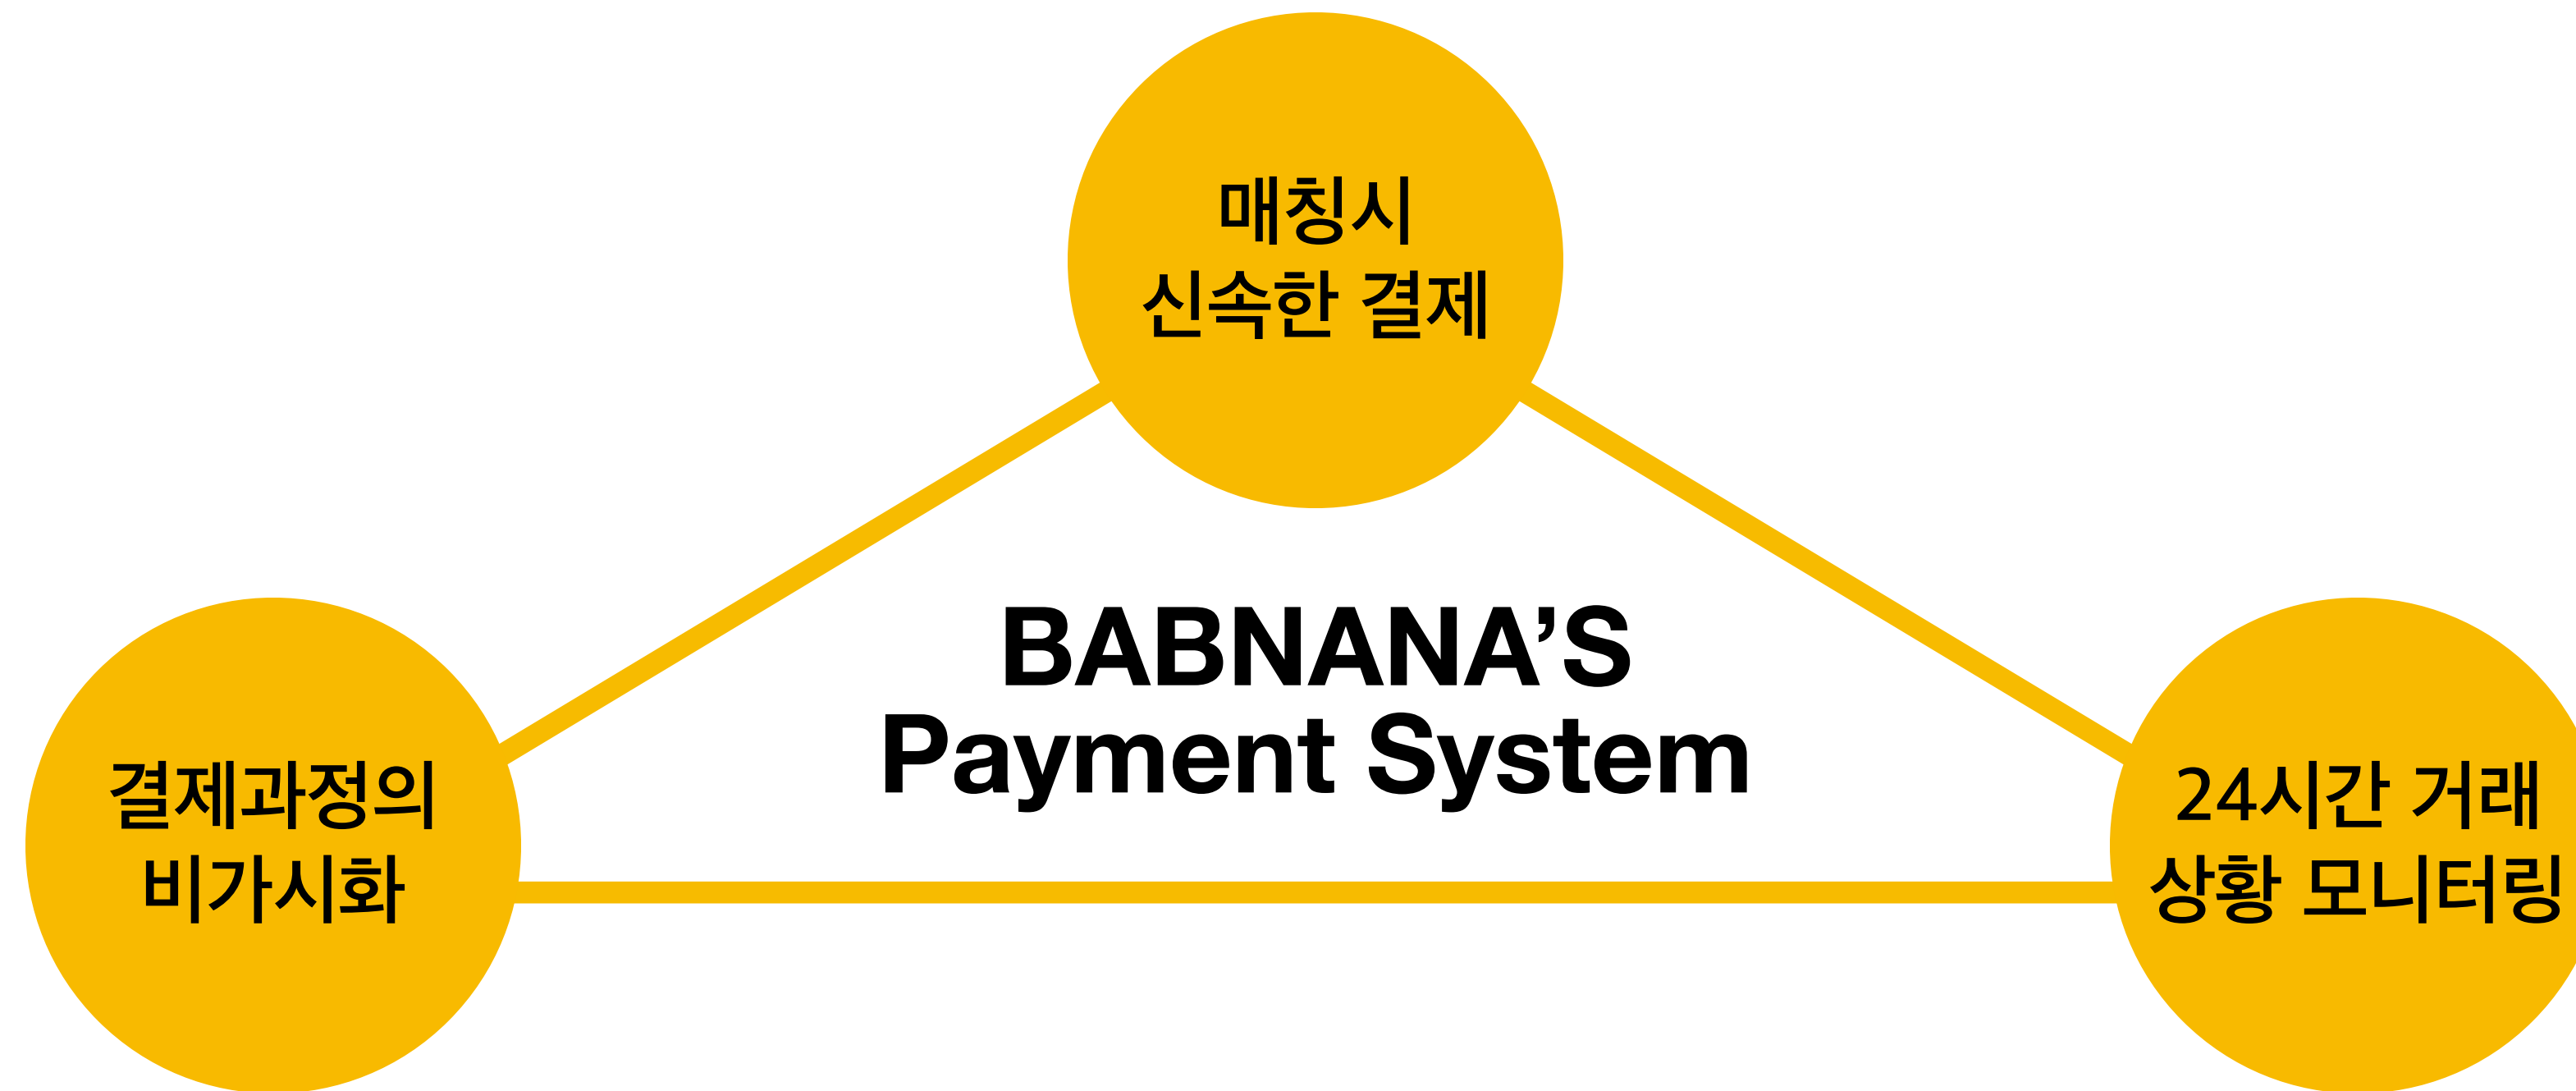 매칭시
신속한 결제
BABNANA’S
Payment System
결제과정의
비가시화
24시간 거래
상황 모니터링